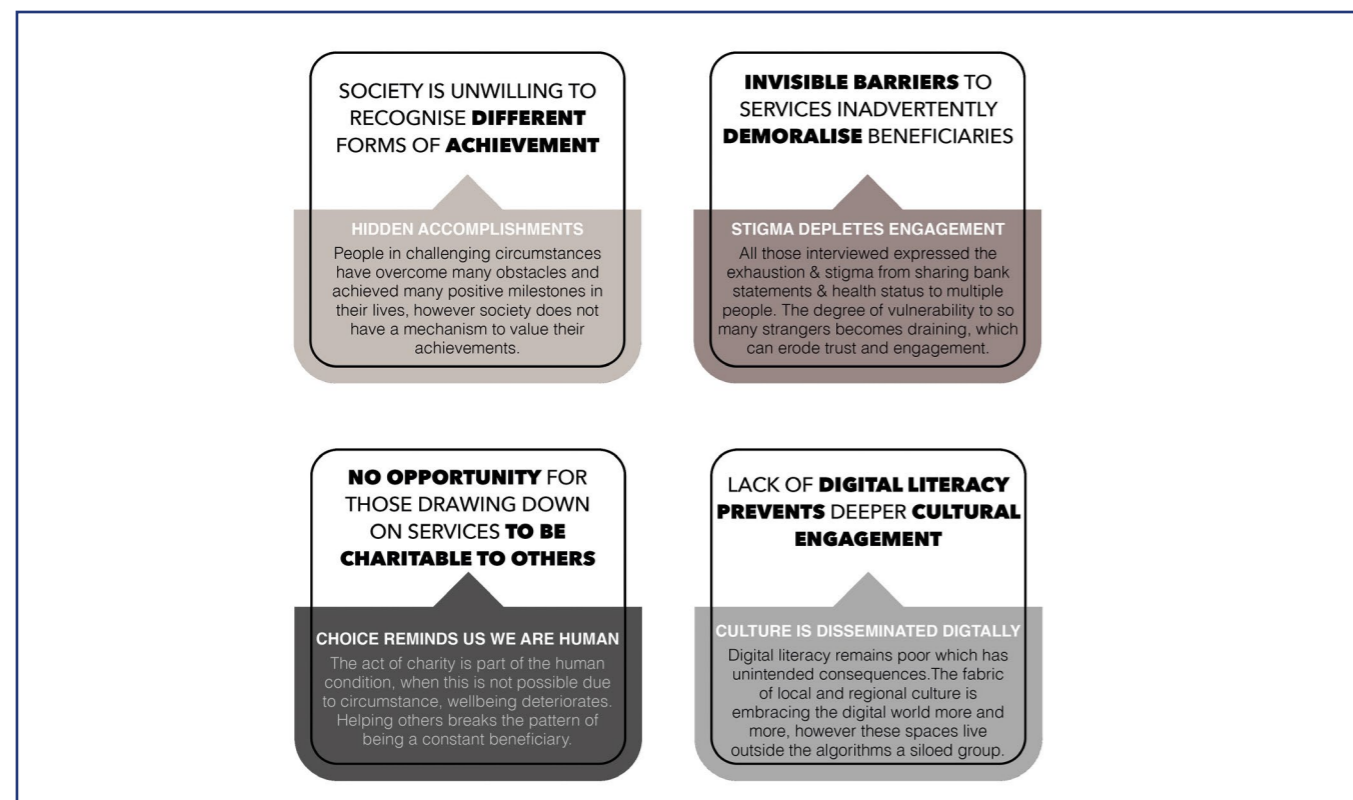 SOCIETY IS UNWILLING TO
RECOGNISE DIFFERENT
FORMS OF ACHIEVEMENT
HIDDEN ACCOMPLISHMENTS
People in challenging circumstances
have overcome many obstacles and
achieved many positive milestones in
their lives, however society does not
have a mechanism to value their
achievements.
INVISIBLE BARRIERS TO
SERVICES INADVERTENTLY
DEMORALISE BENEFICIARIES
STIGMA DEPLETES ENGAGEMENT
All those interviewed expressed the
exhaustion & stigma from sharing bank
statements & health status to multiple
people. The degree of vulnerability to so
many strangers becomes draining, which
can erode trust and engagement.
NO OPPORTUNITY FOR
THOSE DRAWING DOWN
ON SERVICES TO BE
CHARITABLE TO OTHERS
CHOICE REMINDS US WE ARE HUMAN
The act of charity is part of the human
condition, when this is not possible due
to circumstance, wellbeing deteriorates.
Helping others breaks the pattern of
being a constant beneficiary.
LACK OF DIGITAL LITERACY
PREVENTS DEEPER CULTURAL
ENGAGEMENT
CULTURE IS DISSEMINATED DIGTALLY
Digital literacy remains poor which has
unintended consequences.The fabric
of local and regional culture is
embracing the digital world more and
more, however these spaces live
outside the algorithms a siloed group.